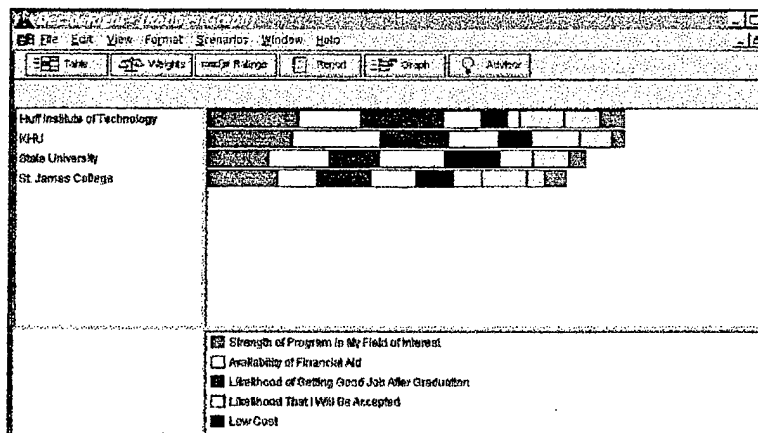 File Edit View Format Scenarios Window Help
Table Weights Ratings Report Graph Advisor
Huff Institute of Technology
KHU
State University
St. James College
Strength of Program in My Field of Interest
Availability of Financial Aid
Likelihood of Getting Good Job After Graduation
Likelihood That I Will Be Accepted
Low Cost